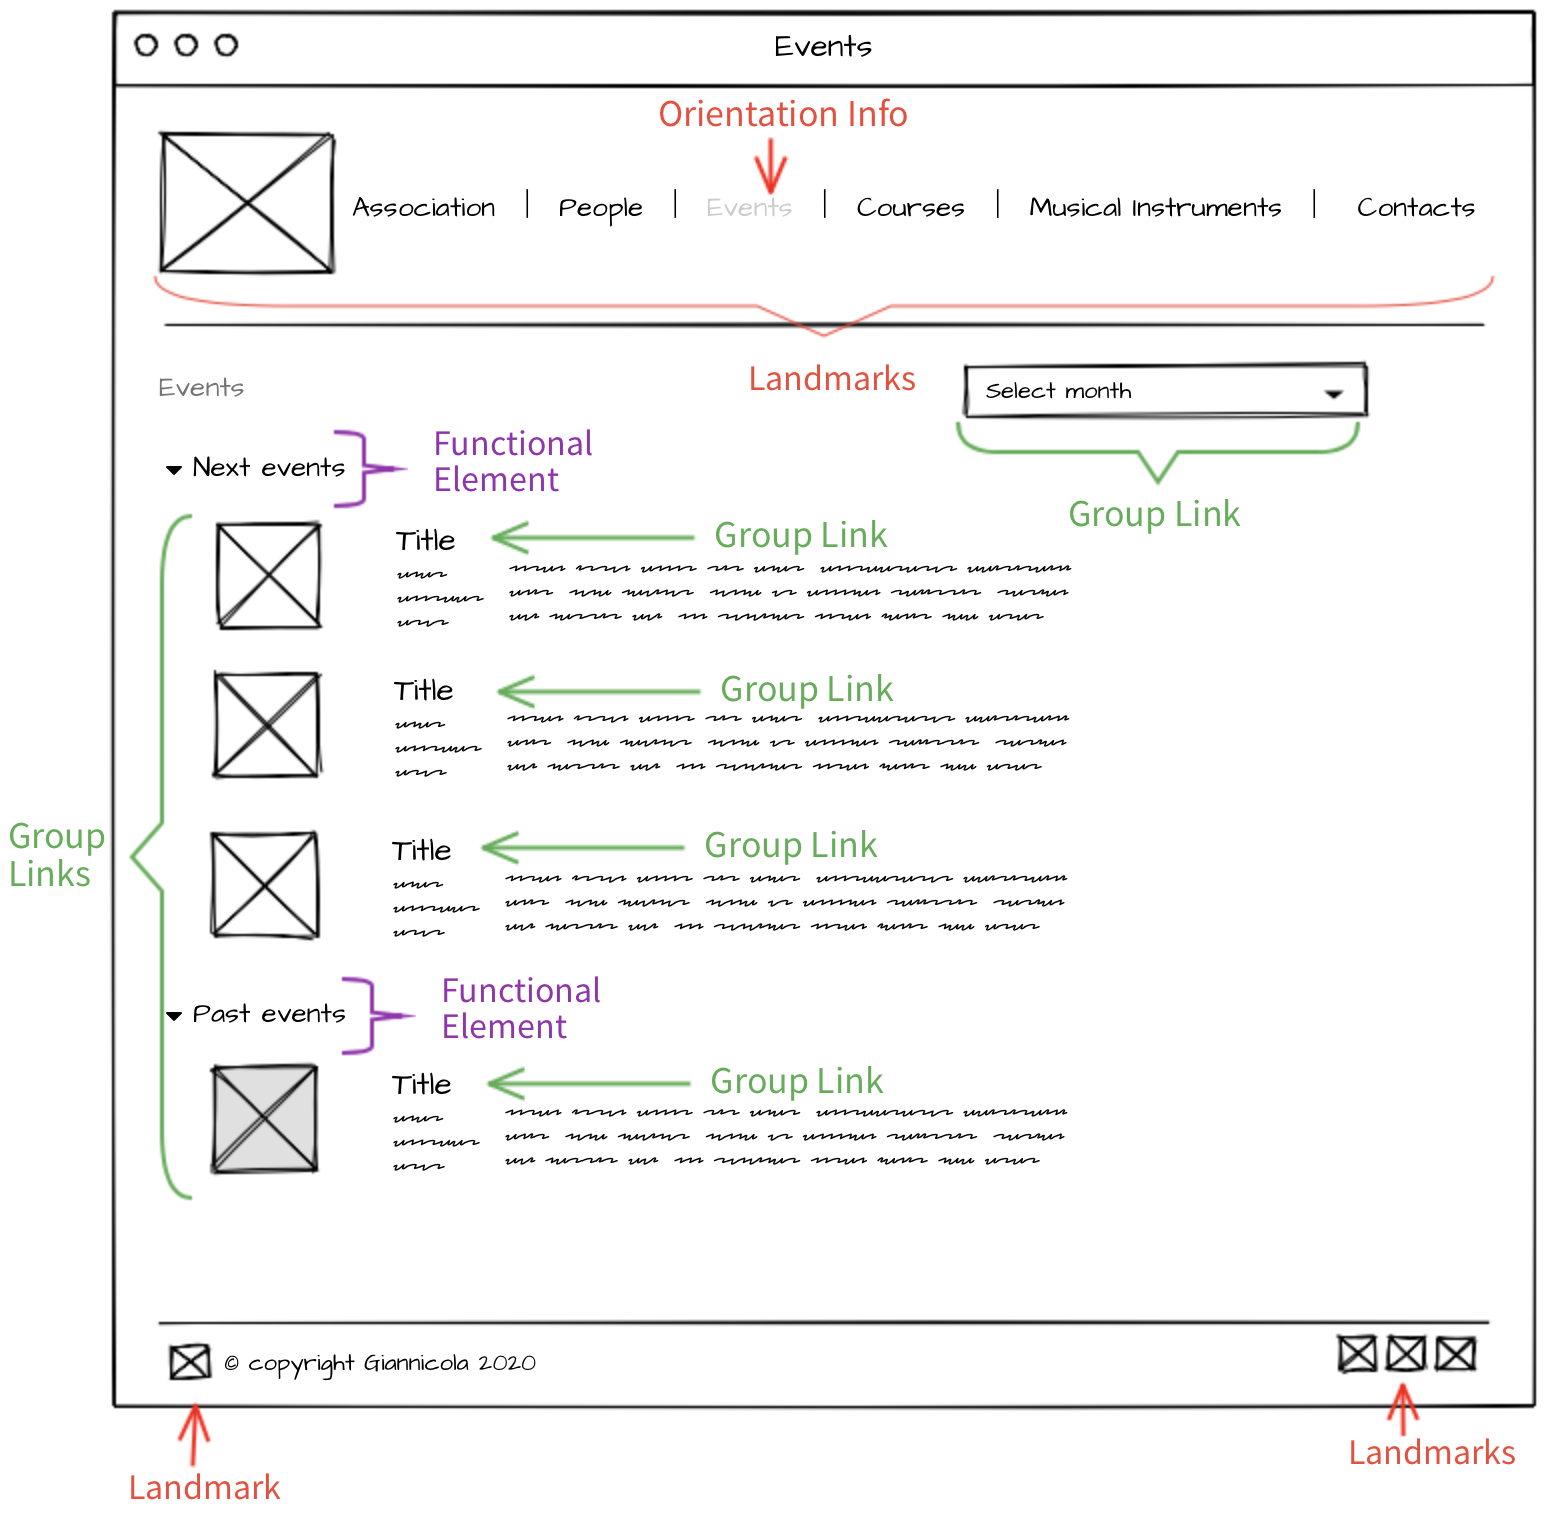 Events
Orientation Info
Association | People | Events | Courses | Musical Instruments | Contacts
Landmarks
Events
Select month
Functional
Element
Next events
Group Link
Title
Group Link
Title
Group Link
Group
Links
Title
Group Link
Functional
Element
Past events
Title
Group Link
© copyright Giannicola 2020
Landmarks
Landmark